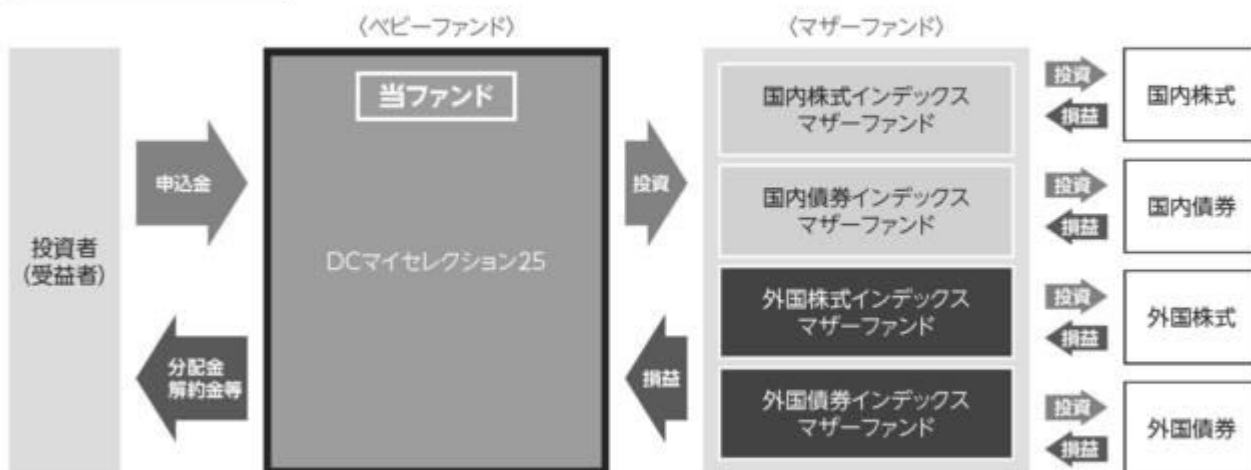 〈ベビーファンド〉
〈マザーファンド〉
投資者
(受益者)
申込金
分配金
解約金等
当ファンド
DCマイセレクション25
投資
損益
国内株式インデックス
マザーファンド
投資
損益
国内株式
国内債券インデックス
マザーファンド
投資
損益
国内債券
外国株式インデックス
マザーファンド
投資
損益
外国株式
外国債券インデックス
マザーファンド
投資
損益
外国債券